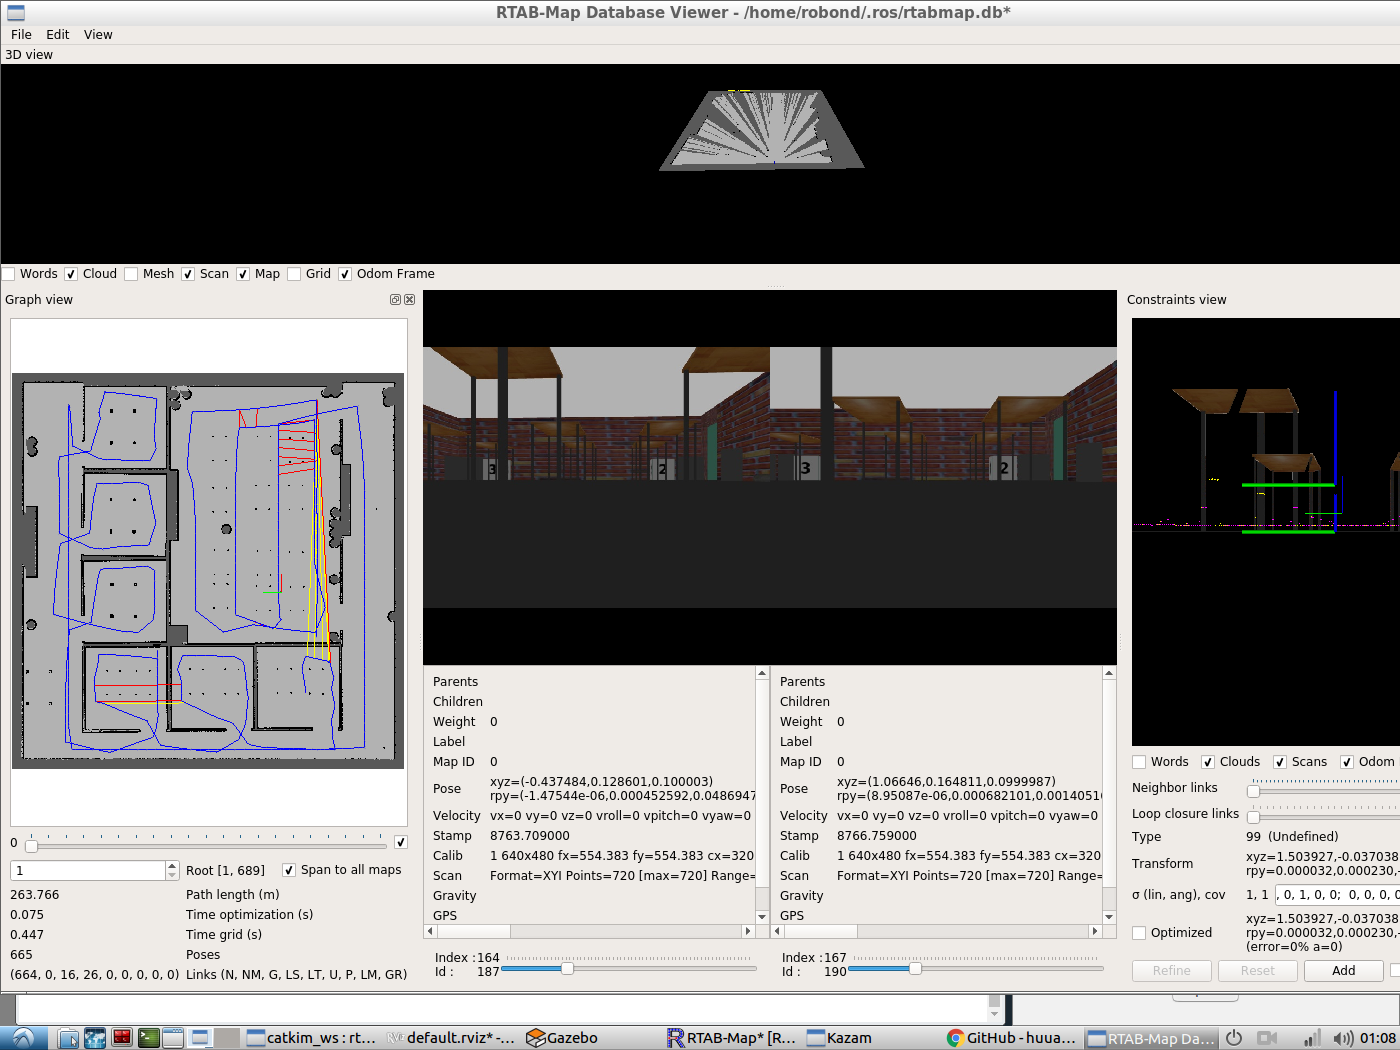 RTAB-Map Database Viewer - /home/robond/.ros/rtabmap.db*
File Edit View
3D view
Words Cloud Mesh Scan Map Grid Odom Frame
Graph view
Constraints view
3 2 3 2
0
1 Root [1, 689] Span to all maps
263.766 Path length (m)
0.075 Time optimization (s)
0.447 Time grid (s)
665 Poses
(664, 0, 16, 26, 0, 0, 0, 0, 0) Links (N, NM, G, LS, LT, U, P, LM, GR)
Parents
Children
Weight 0
Label
Map ID 0
Pose xyz=(-0.437484,0.128601,0.100003)
rpy=(-1.47544e-06,0.000452592,0.0486947
Velocity vx=0 vy=0 vz=0 vroll=0 vpitch=0 vyaw=0
Stamp 8763.709000
Calib 1 640x480 fx=554.383 fy=554.383 cx=320
Scan Format=XYI Points=720 [max=720] Range=
Gravity
GPS
Index : 164
Id : 187
Parents
Children
Weight 0
Label
Map ID 0
Pose xyz=(1.06646,0.164811,0.0999987)
rpy=(8.95087e-06,0.000682101,0.0014051
Velocity vx=0 vy=0 vz=0 vroll=0 vpitch=0 vyaw=0
Stamp 8766.759000
Calib 1 640x480 fx=554.383 fy=554.383 cx=320
Scan Format=XYI Points=720 [max=720] Range=
Gravity
GPS
Index : 167
Id : 190
Words Clouds Scans Odom
Neighbor links
Loop closure links
Type 99 (Undefined)
Transform xyz=1.503927,-0.037038
rpy=0.000032,0.000230,-
σ (lin, ang), cov 1, 1 , 0, 1, 0, 0; 0, 0, 0, 0
Optimized xyz=1.503927,-0.037038
rpy=0.000032,0.000230,-
(error=0% a=0)
Refine Reset Add
catkim_ws : rt... default.rviz* -... Gazebo RTAB-Map* [R... Kazam GitHub - huua... RTAB-Map Da... 01:08